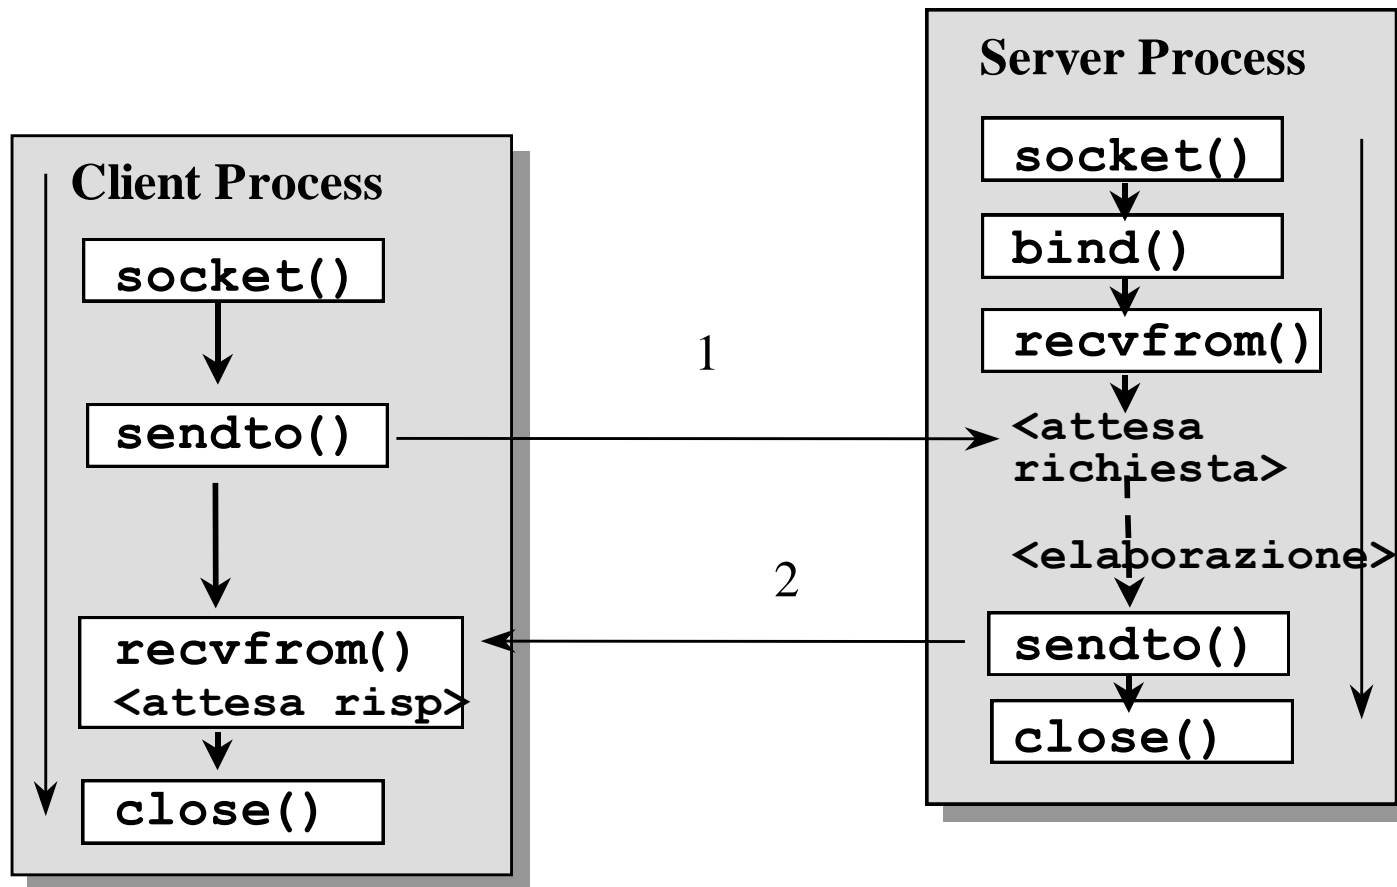 Client Process
socket()
sendto()
recvfrom()
<attesa risp>
close()
1
2
Server Process
socket()
bind()
recvfrom()
<attesa
richiesta>
<elaborazione>
sendto()
close()